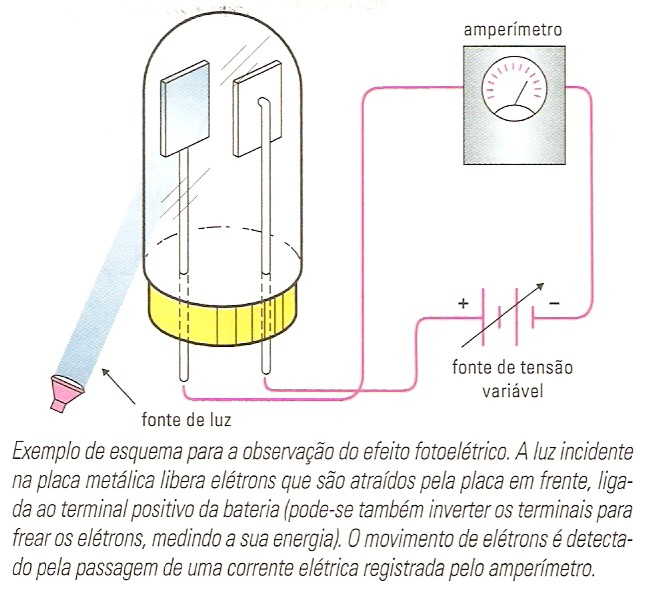 amperímetro
+
–
fonte de tensão
variável
fonte de luz
Exemplo de esquema para a observação do efeito fotoelétrico. A luz incidente
na placa metálica libera elétrons que são atraídos pela placa em frente, liga-
da ao terminal positivo da bateria (pode-se também inverter os terminais para
frear os elétrons, medindo a sua energia). O movimento de elétrons é detecta-
do pela passagem de uma corrente elétrica registrada pelo amperímetro.